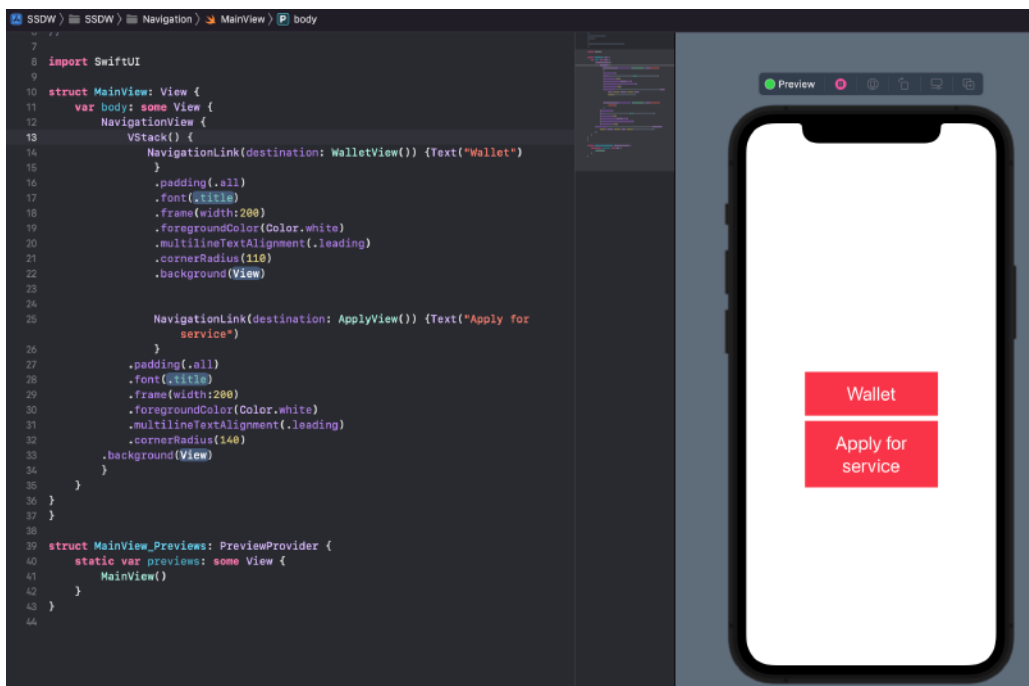 SSDW 〉 SSDW 〉 Navigation 〉 MainView 〉 P body
6 //
7
8 import SwiftUI
9
10 struct MainView: View {
11 var body: some View {
12 NavigationView {
13 VStack() {
14 NavigationLink(destination: WalletView()) {Text("Wallet")
15 }
16 .padding(.all)
17 .font(.title)
18 .frame(width:200)
19 .foregroundColor(Color.white)
20 .multilineTextAlignment(.leading)
21 .cornerRadius(110)
22 .background(View)
23
24
25 NavigationLink(destination: ApplyView()) {Text("Apply for
service")
26 }
27 .padding(.all)
28 .font(.title)
29 .frame(width:200)
30 .foregroundColor(Color.white)
31 .multilineTextAlignment(.leading)
32 .cornerRadius(140)
33 .background(View)
34 }
35 }
36 }
37 }
38
39 struct MainView_Previews: PreviewProvider {
40 static var previews: some View {
41 MainView()
42 }
43 }
44
Preview
Wallet
Apply for
service